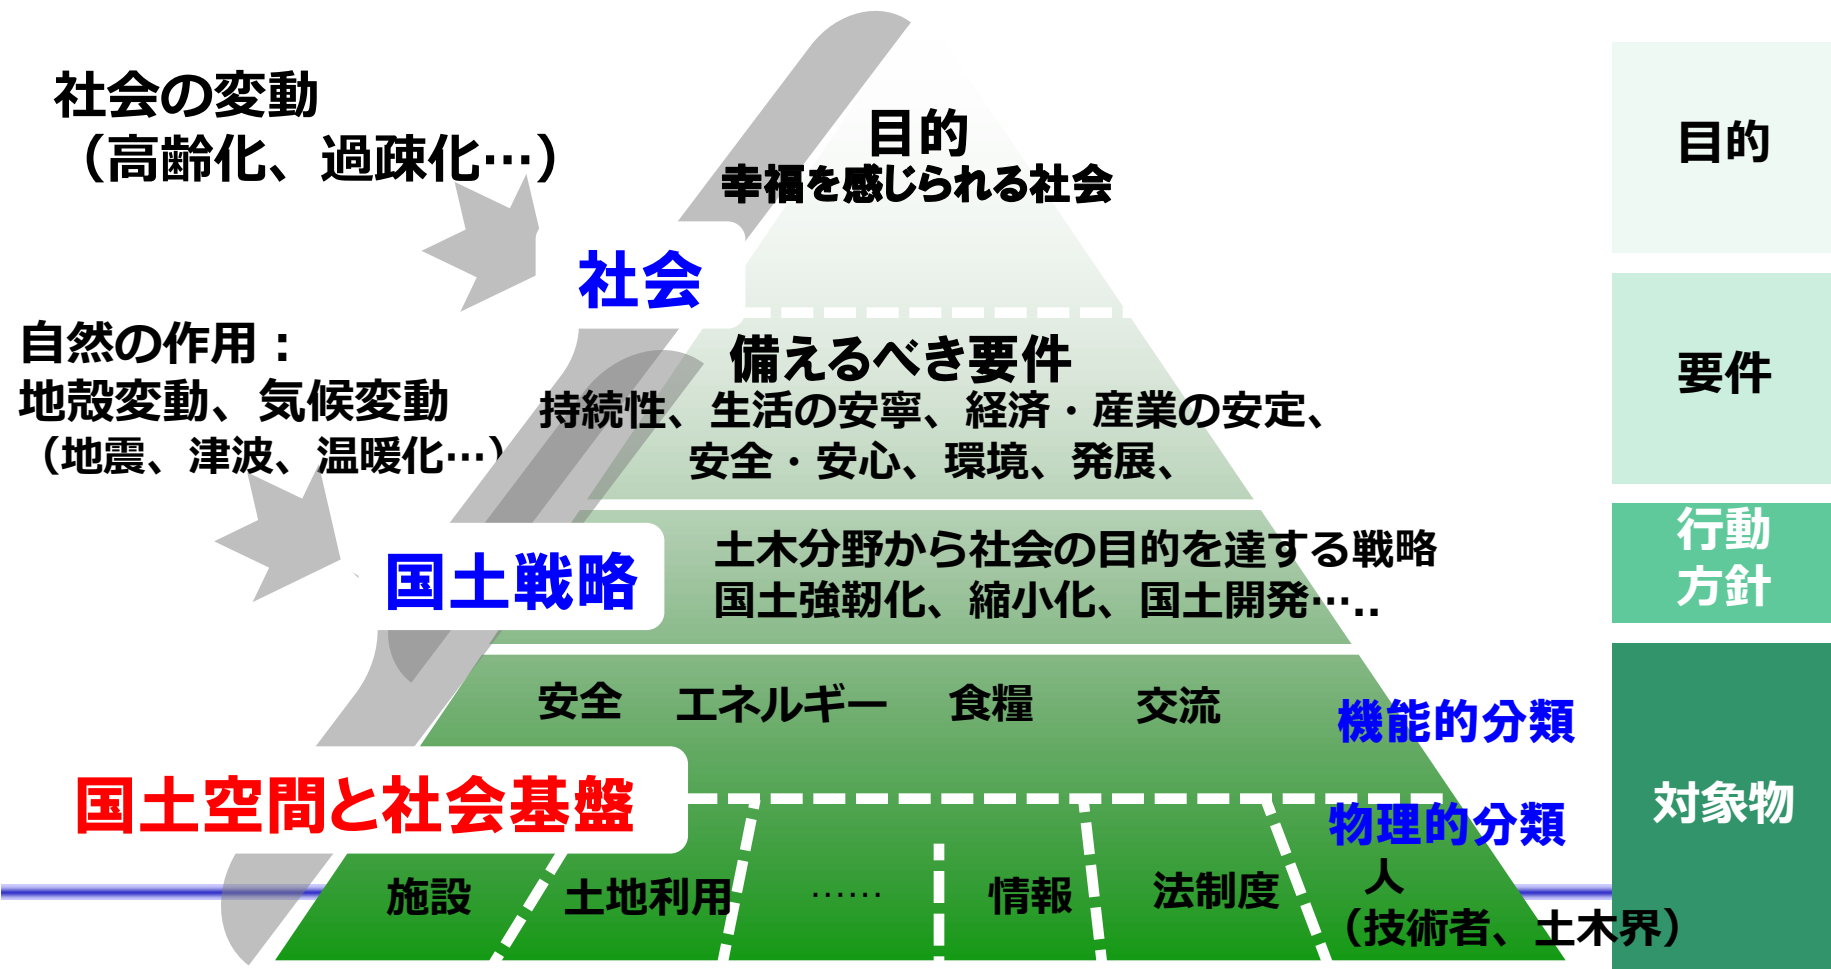 社会の変動
（高齢化、過疎化…）
目的
幸福を感じられる社会
目的
社会
自然の作用：
地殻変動、気候変動
（地震、津波、温暖化…）
備えるべき要件
持続性、生活の安寧、経済・産業の安定、
安全・安心、環境、発展、
要件
国土戦略
土木分野から社会の目的を達する戦略
国土強靭化、縮小化、国土開発…..
行動
方針
安全
エネルギー
食糧
交流
機能的分類
国土空間と社会基盤
物理的分類
対象物
施設
土地利用
……
情報
法制度
人
（技術者、土木界）